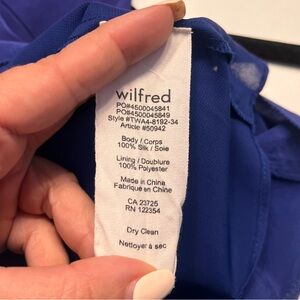 wilfred
PO#4500045841
PO#4500045849
Style #TWA4-8192-34
Article #50942
Body / Corps
100% Silk / Soie
Lining / Doublure
100% Polyester
Made in China
Fabriqué en Chine
CA 23725
RN 122354
Dry Clean
Nettoyer à sec